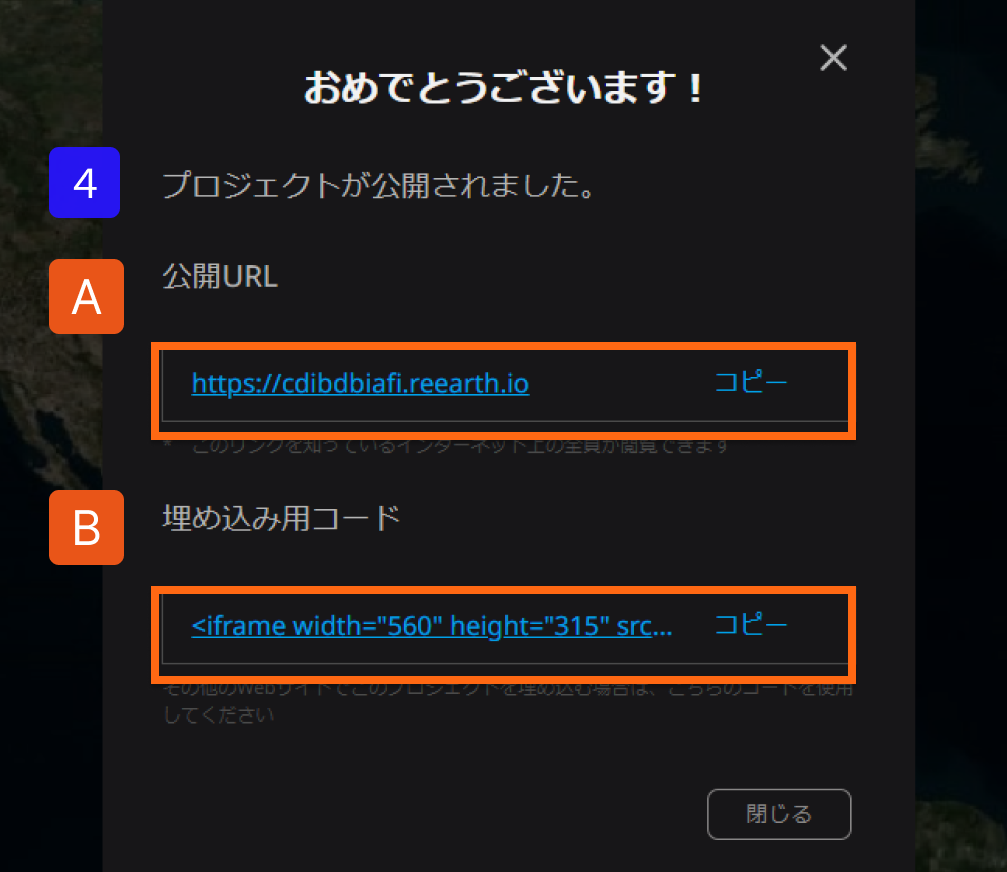 おめでとうございます！
4
プロジェクトが公開されました。
A
公開URL
https://cdibdbiafi.reearth.io コピー
* このリンクを知っているインターネット上の全員が閲覧できます
B
埋め込み用コード
<iframe width="560" height="315" src... コピー
その他のWebサイトでこのプロジェクトを埋め込む場合は、こちらのコードを使用
してください
閉じる